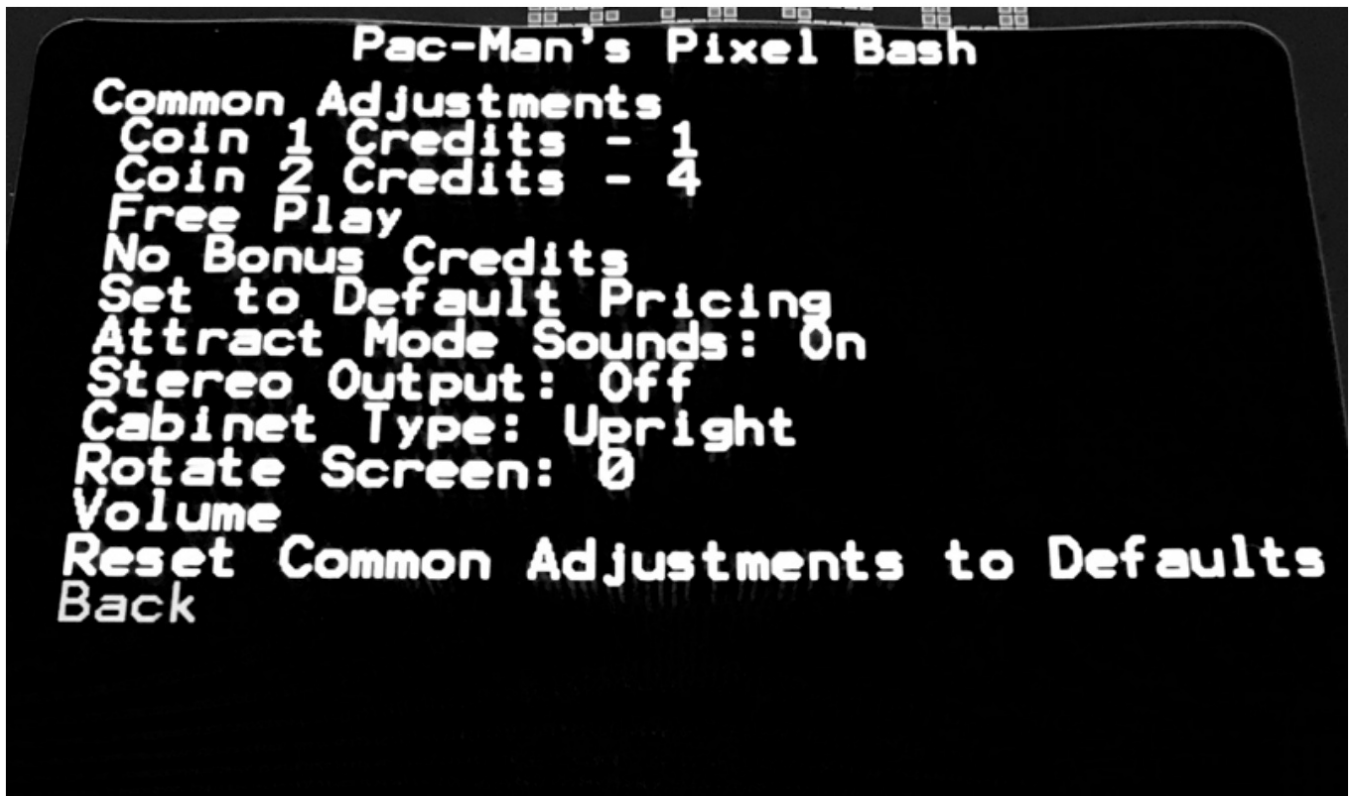 Pac-Man's Pixel Bash
Common Adjustments
Coin 1 Credits - 1
Coin 2 Credits - 4
Free Play
No Bonus Credits
Set to Default Pricing
Attract Mode Sounds: On
Stereo Output: Off
Cabinet Type: Upright
Rotate Screen: 0
Volume
Reset Common Adjustments to Defaults
Back